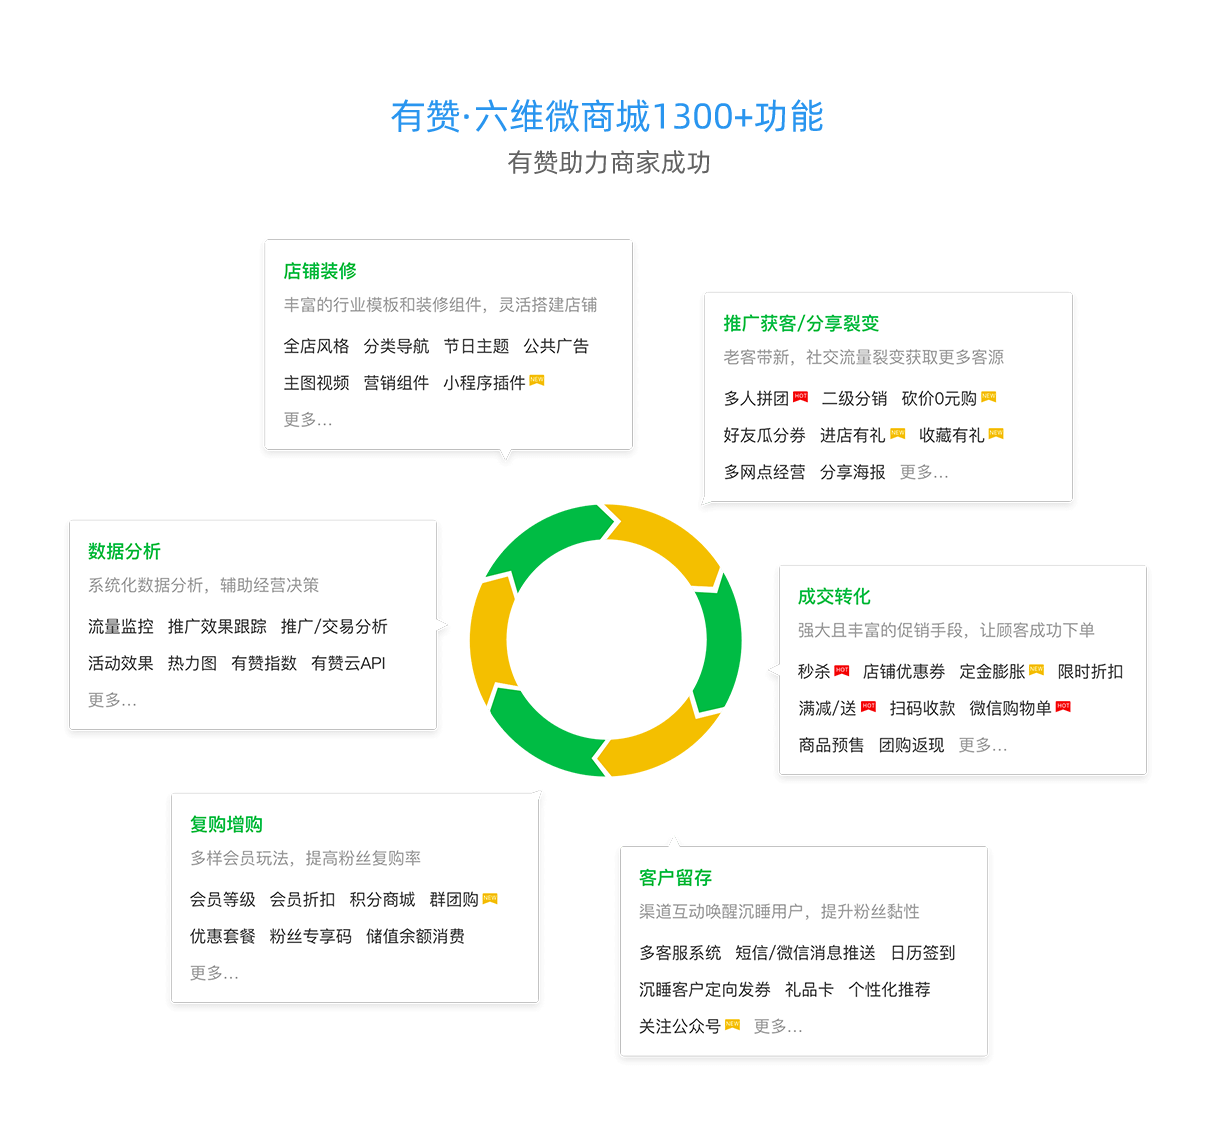 有赞·六维微商城1300+功能
有赞助力商家成功
店铺装修
丰富的行业模板和装修组件，灵活搭建店铺
全店风格 分类导航 节日主题 公共广告
主图视频 营销组件 小程序插件 NEW
更多...
推广获客/分享裂变
老客带新，社交流量裂变获取更多客源
多人拼团 HOT 二级分销 砍价0元购 NEW
好友瓜分券 进店有礼 NEW 收藏有礼 NEW
多网点经营 分享海报 更多...
数据分析
系统化数据分析，辅助经营决策
流量监控 推广效果跟踪 推广/交易分析
活动效果 热力图 有赞指数 有赞云API
更多...
成交转化
强大且丰富的促销手段，让顾客成功下单
秒杀 HOT 店铺优惠券 定金膨胀 NEW 限时折扣
满减/送 HOT 扫码收款 微信购物单 HOT
商品预售 团购返现 更多...
复购增购
多样会员玩法，提高粉丝复购率
会员等级 会员折扣 积分商城 群团购 NEW
优惠套餐 粉丝专享码 储值余额消费
更多...
客户留存
渠道互动唤醒沉睡用户，提升粉丝黏性
多客服系统 短信/微信消息推送 日历签到
沉睡客户定向发券 礼品卡 个性化推荐
关注公众号 NEW 更多...